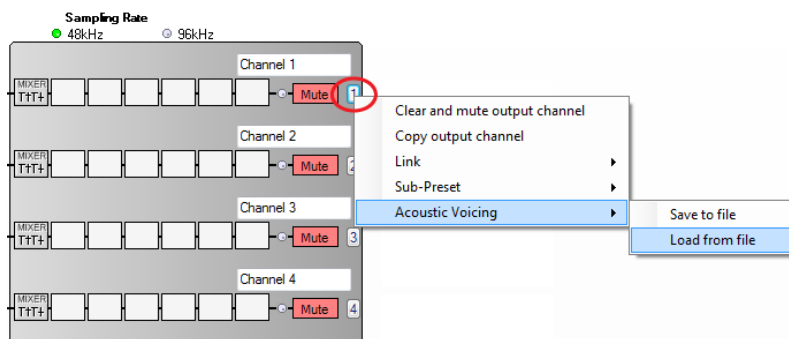 Sampling Rate
48kHz 96kHz
Channel 1
MIXER
Mute 1
Clear and mute output channel
Copy output channel
Link
Sub-Preset
Acoustic Voicing
Save to file
Load from file
Channel 2
MIXER
Mute 2
Channel 3
MIXER
Mute 3
Channel 4
MIXER
Mute 4